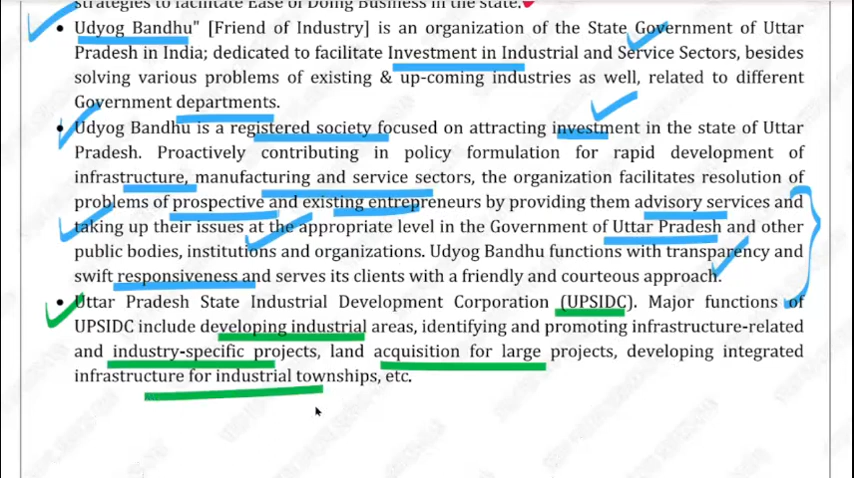 strategies to facilitate Ease of Doing Business in the state.
• Udyog Bandhu" [Friend of Industry] is an organization of the State Government of Uttar
Pradesh in India; dedicated to facilitate Investment in Industrial and Service Sectors, besides
solving various problems of existing & up-coming industries as well, related to different
Government departments.
• Udyog Bandhu is a registered society focused on attracting investment in the state of Uttar
Pradesh. Proactively contributing in policy formulation for rapid development of
infrastructure, manufacturing and service sectors, the organization facilitates resolution of
problems of prospective and existing entrepreneurs by providing them advisory services and
taking up their issues at the appropriate level in the Government of Uttar Pradesh and other
public bodies, institutions and organizations. Udyog Bandhu functions with transparency and
swift responsiveness and serves its clients with a friendly and courteous approach.
• Uttar Pradesh State Industrial Development Corporation (UPSIDC). Major functions of
UPSIDC include developing industrial areas, identifying and promoting infrastructure-related
and industry-specific projects, land acquisition for large projects, developing integrated
infrastructure for industrial townships, etc.